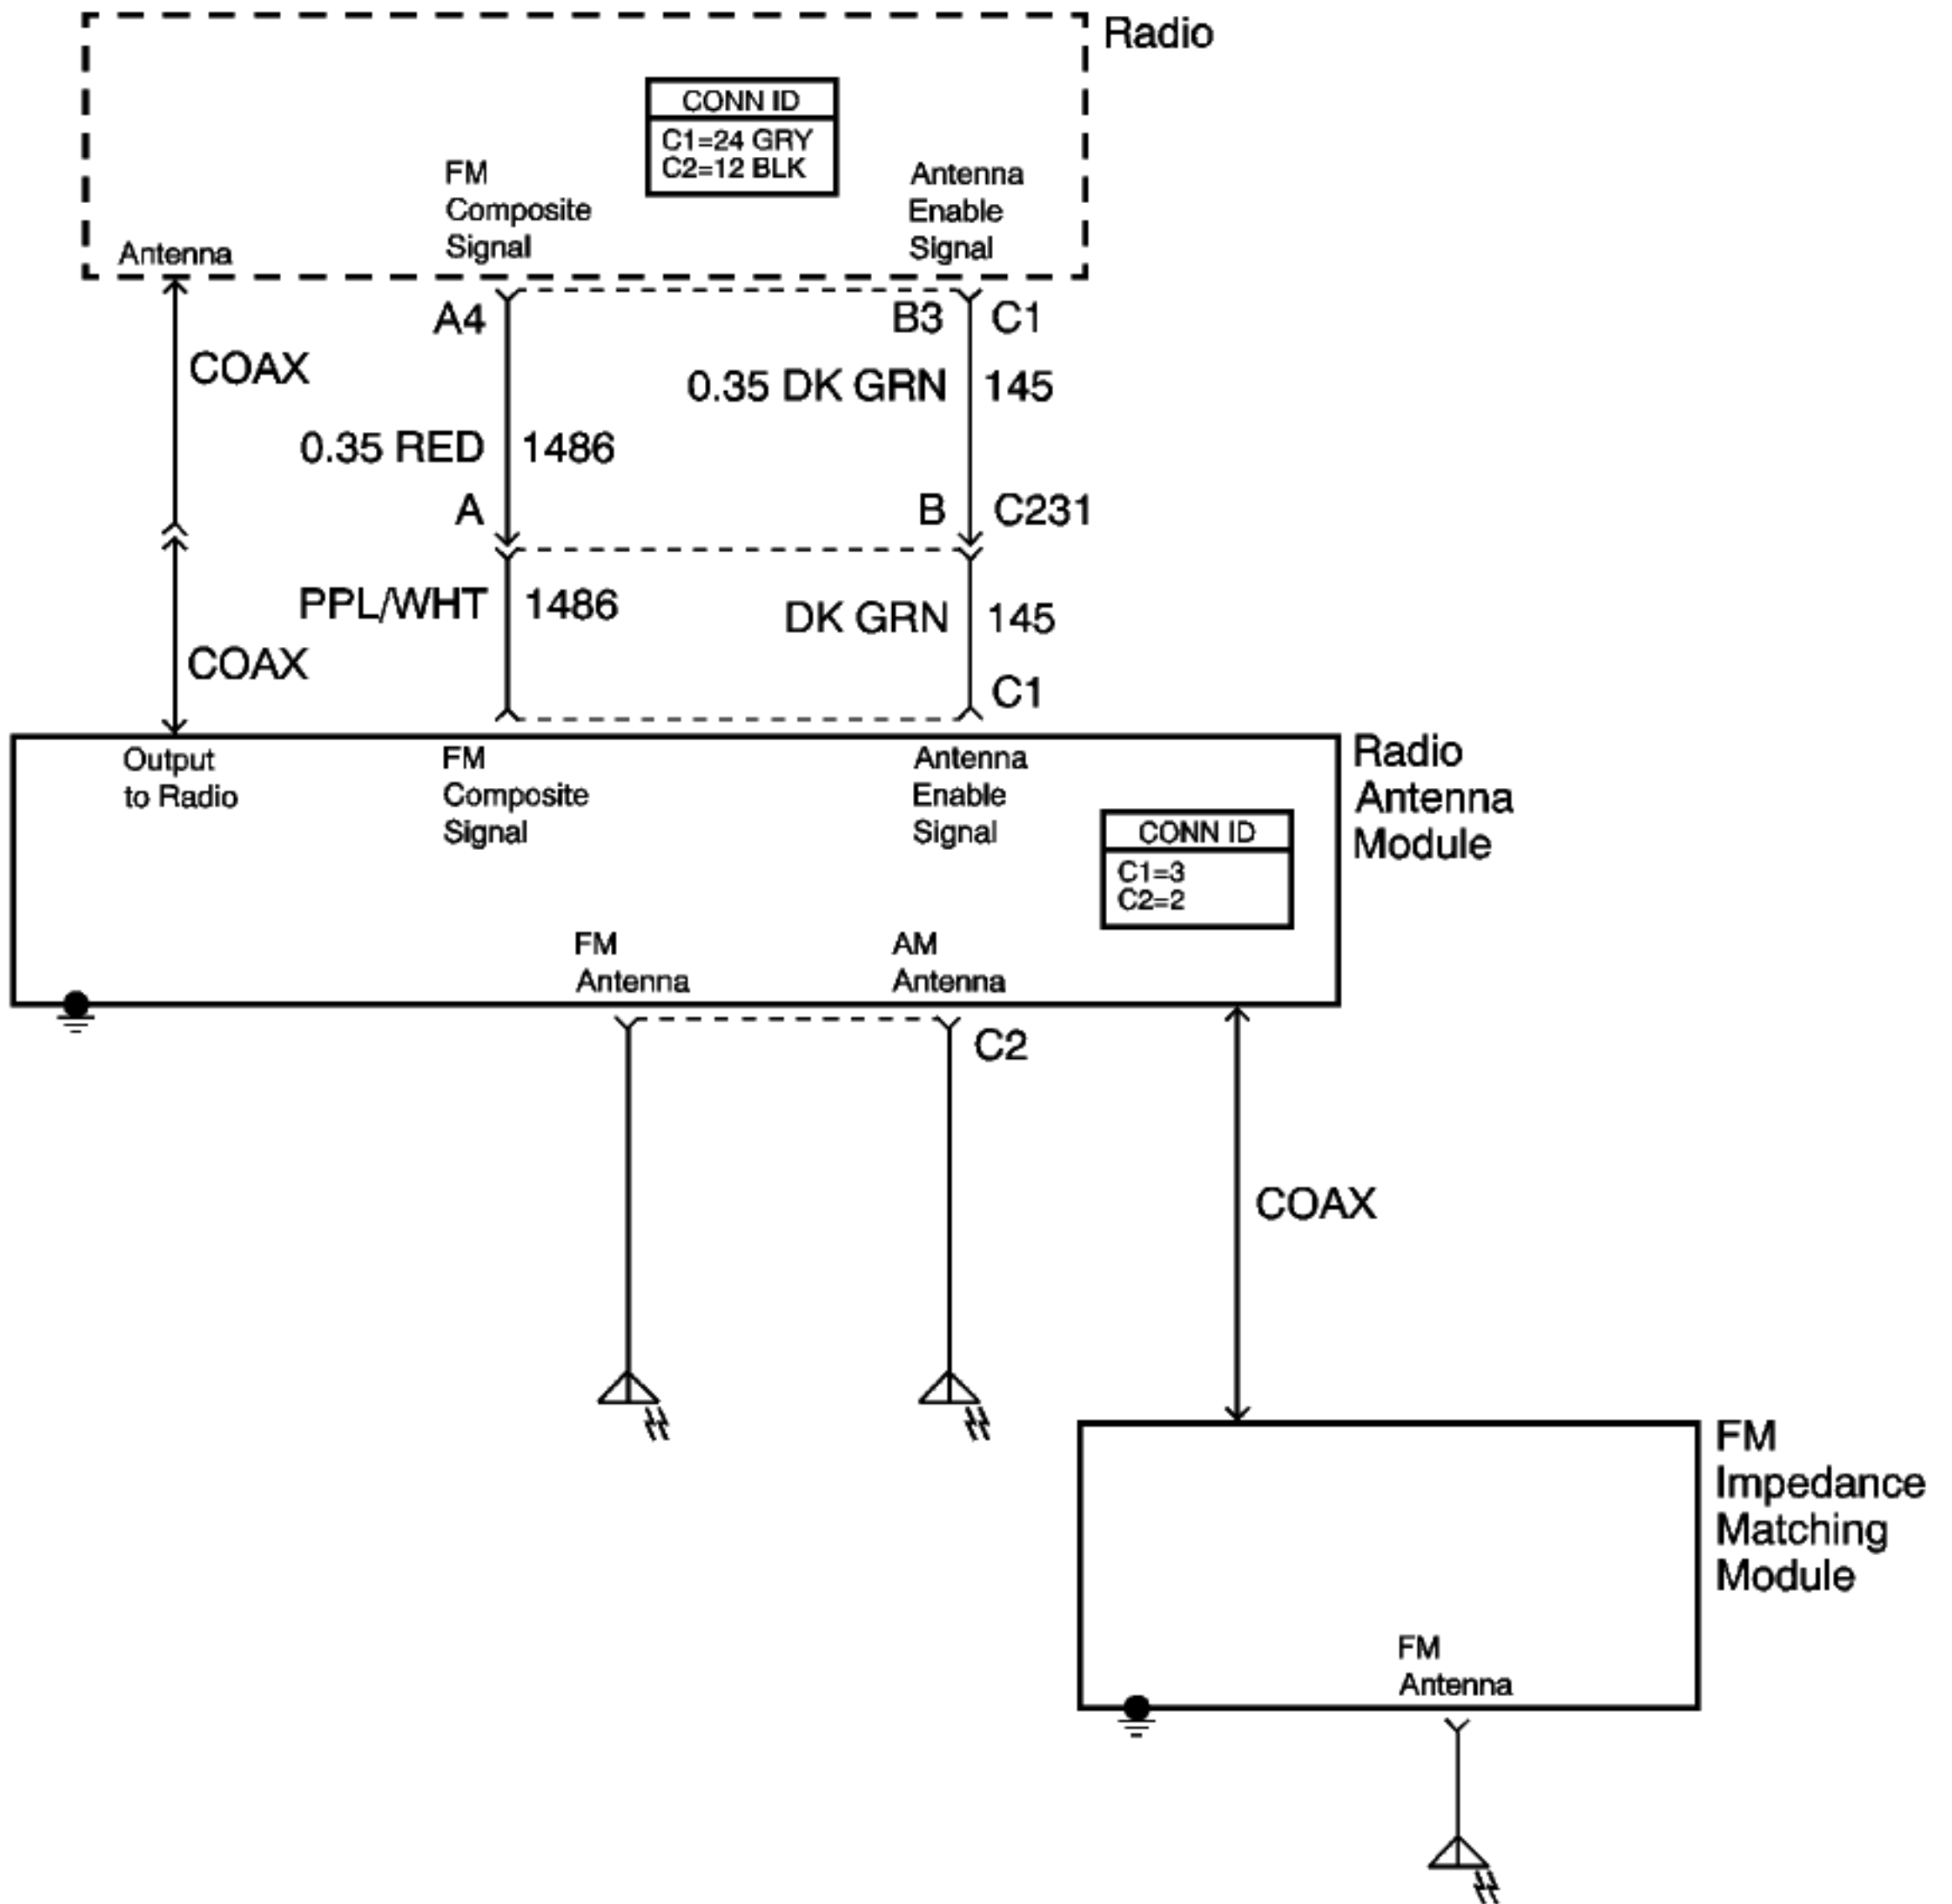 Radio
CONN ID
C1=24 GRY
C2=12 BLK
FM
Composite
Signal
Antenna
Enable
Signal
Antenna
A4
B3
C1
COAX
0.35 DK GRN
145
0.35 RED
1486
A
B
C231
PPL/WHT
1486
DK GRN
145
COAX
C1
Output
to Radio
FM
Composite
Signal
Antenna
Enable
Signal
Radio
Antenna
Module
CONN ID
C1=3
C2=2
FM
Antenna
AM
Antenna
C2
COAX
FM
Impedance
Matching
Module
FM
Antenna